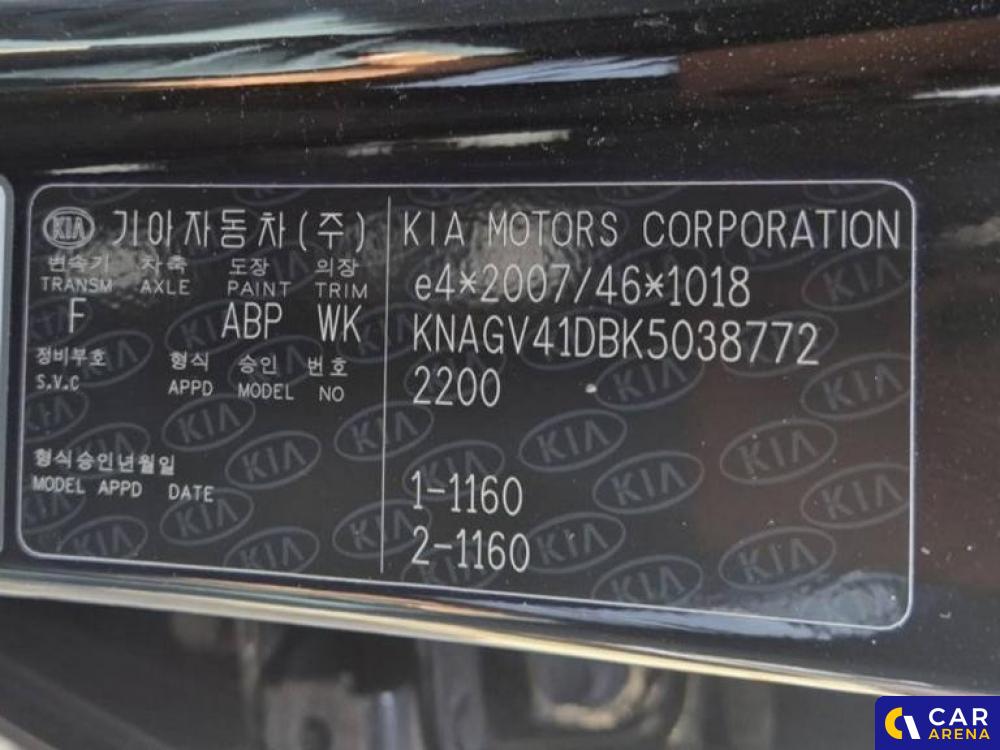 KIA 기아자동차(주)
변속기 차축 도장 의장
TRANSM AXLE PAINT TRIM
F ABP WK
정비부호 형식 승인 번호
S.V.C APPD MODEL NO
형식승인년월일
MODEL APPD DATE
KIA MOTORS CORPORATION
e4*2007/46*1018
KNAGV41DBK5038772
2200
1-1160
2-1160
CAR
ARENA